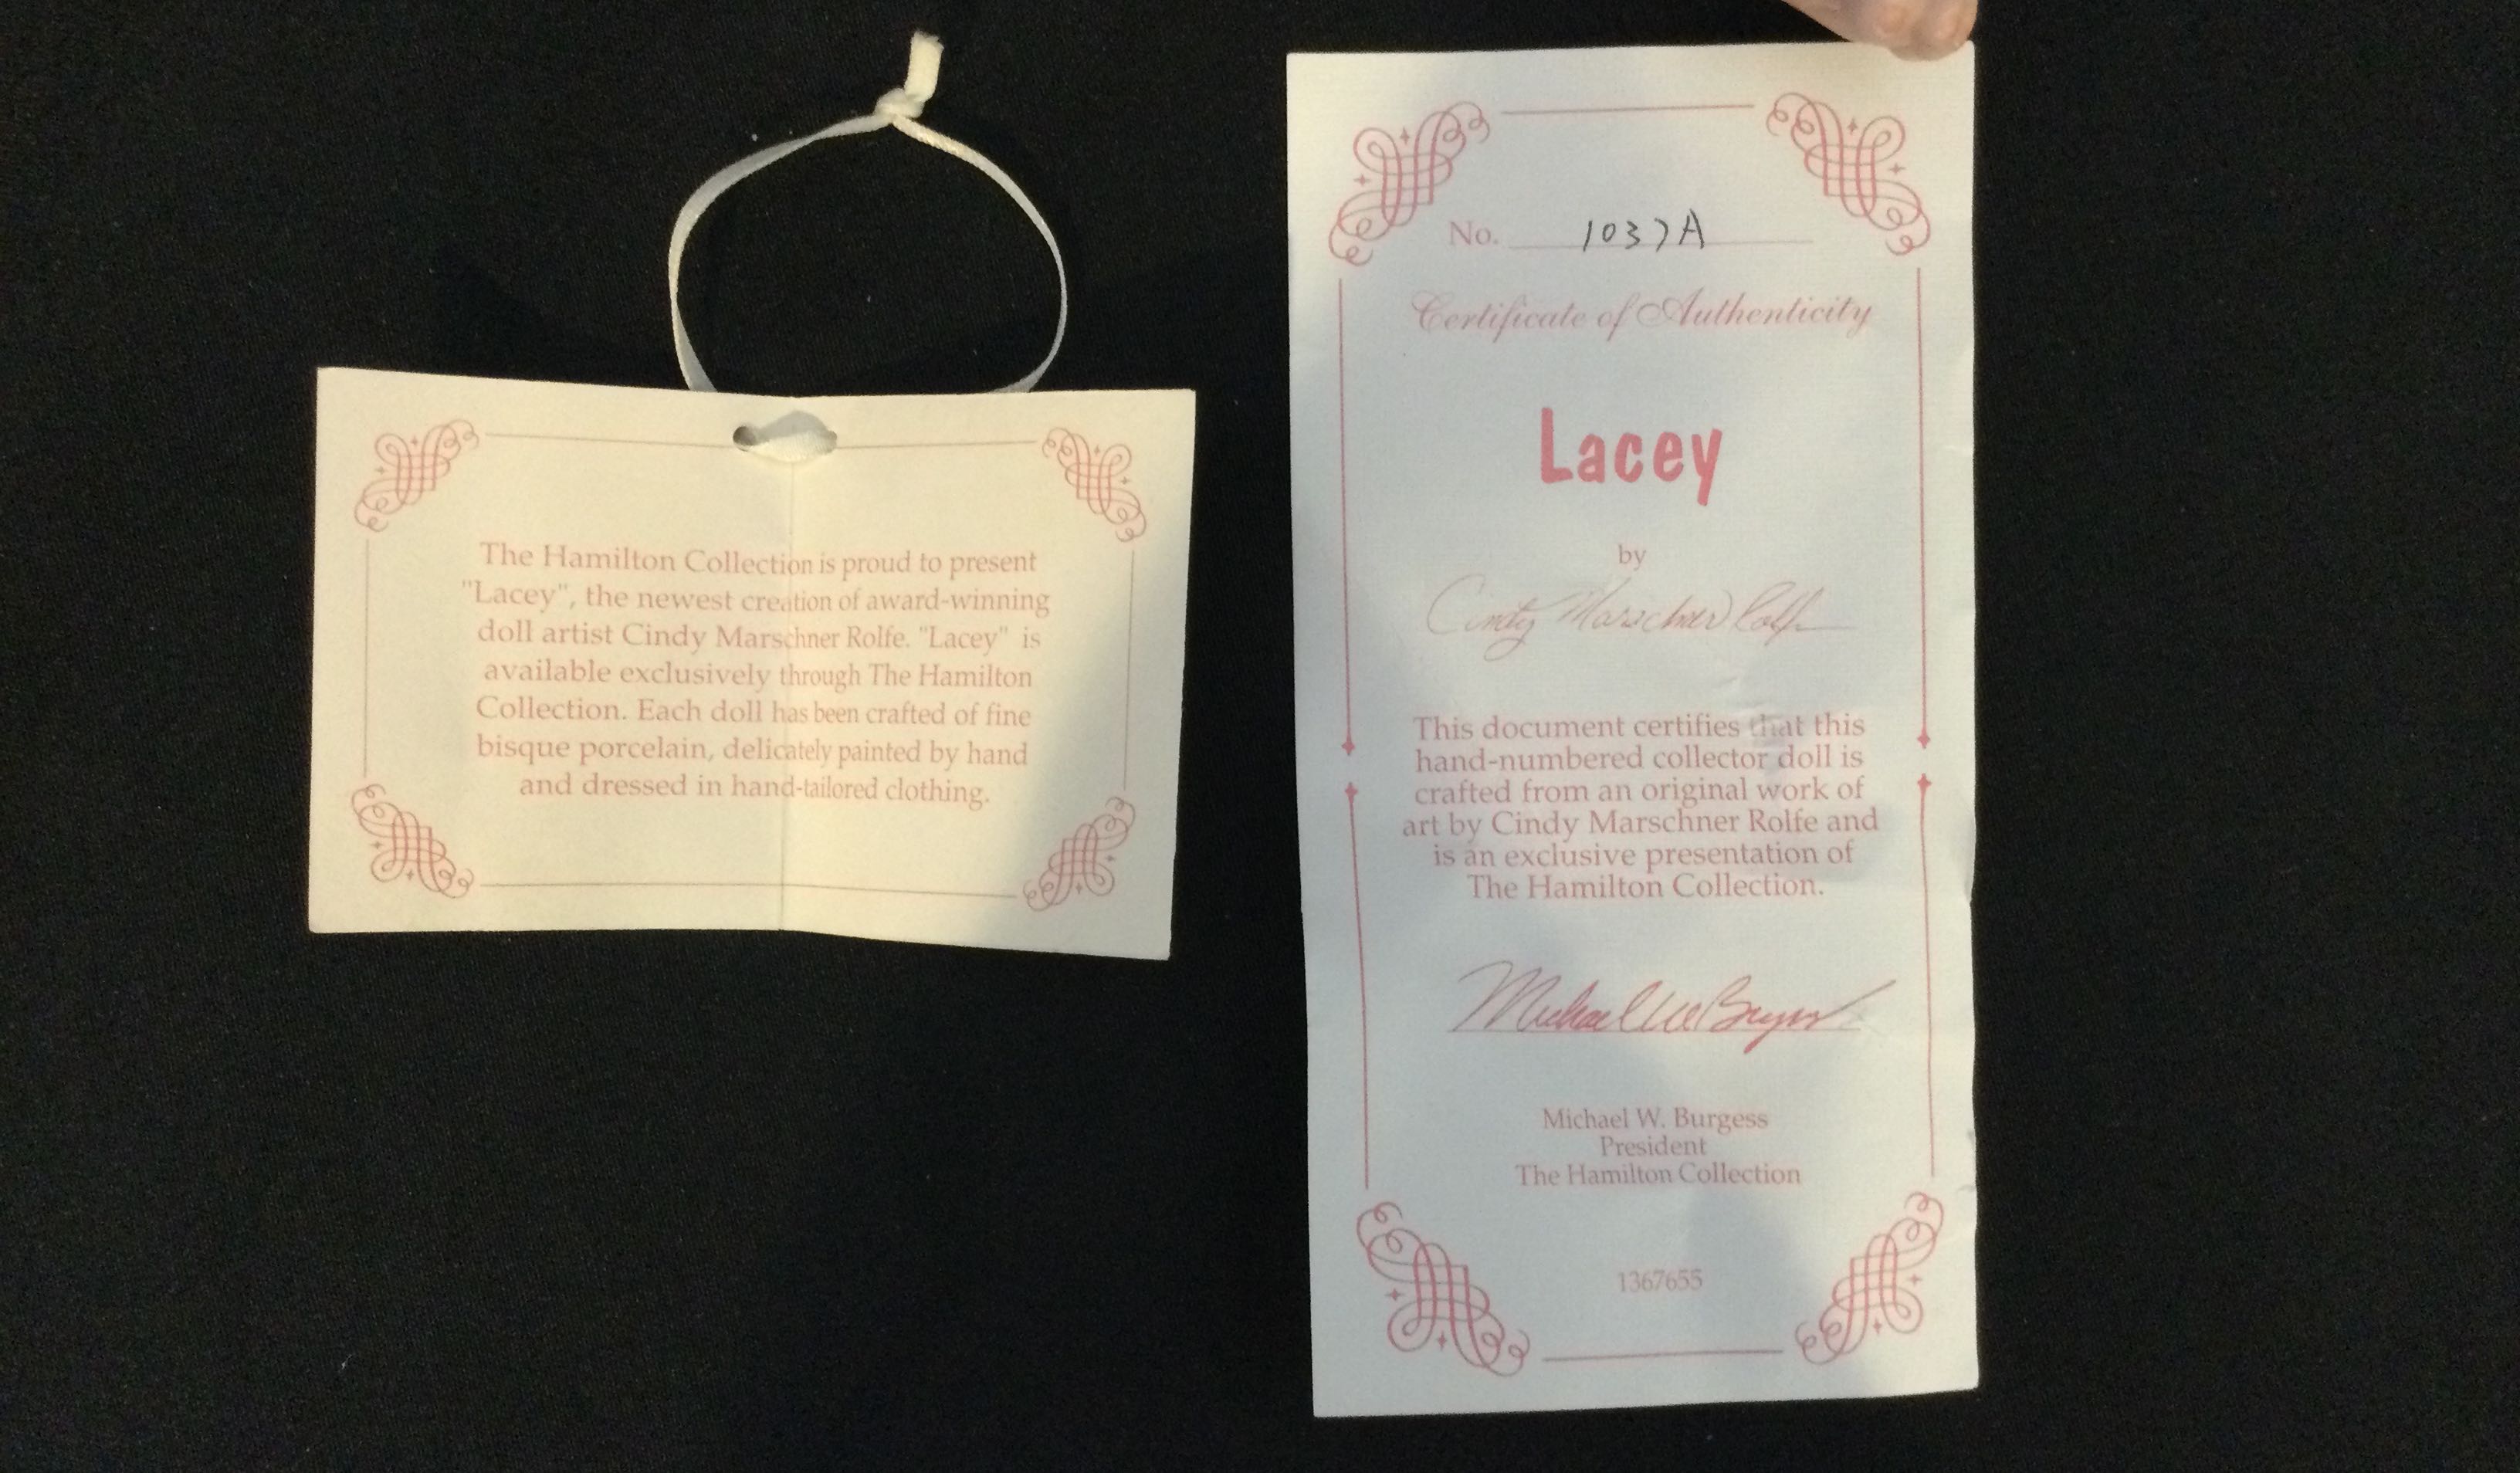 The Hamilton Collection is proud to present
"Lacey", the newest creation of award-winning
doll artist Cindy Marschner Rolfe. "Lacey" is
available exclusively through The Hamilton
Collection. Each doll has been crafted of fine
bisque porcelain, delicately painted by hand
and dressed in hand-tailored clothing.
No. 1037A
Certificate of Authenticity
Lacey
by
Cindy Marschner Rolfe
This document certifies that this
hand-numbered collector doll is
crafted from an original work of
art by Cindy Marschner Rolfe and
is an exclusive presentation of
The Hamilton Collection.
Michael W. Burgess
President
The Hamilton Collection
1367655